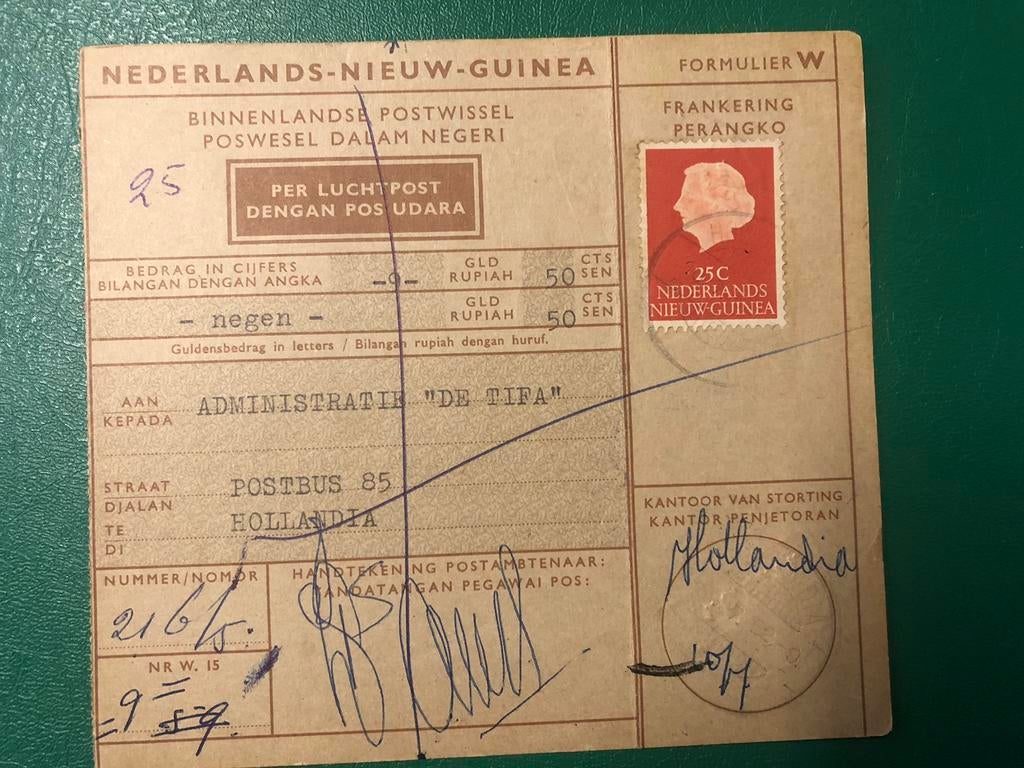 NEDERLANDS-NIEUW-GUINEA
FORMULIER W
BINNENLANDSE POSTWISSEL
POSWESEL DALAM NEGERI
FRANKERING
PERANGKO
25
PER LUCHTPOST
DENGAN POS UDARA
25 C
NEDERLANDS
NIEUW-GUINEA
BEDRAG IN CIJFERS
BILANGAN DENGAN ANGKA
-9-
GLD
RUPIAH
50
CTS
SEN
- negen -
GLD
RUPIAH
50
CTS
SEN
Guldensbedrag in letters / Bilangan rupiah dengan huruf.
AAN
KEPADA
ADMINISTRATIE "DE TIFA"
STRAAT
DJALAN
POSTBUS 85
TE
DI
HOLLANDIA
KANTOOR VAN STORTING
KANTOR PENJETORAN
Hollandia
NUMMER/NOMOR
HANDTEKENING POSTAMBTENAAR:
TANDATANGAN PEGAWAI POS:
NR W. 15